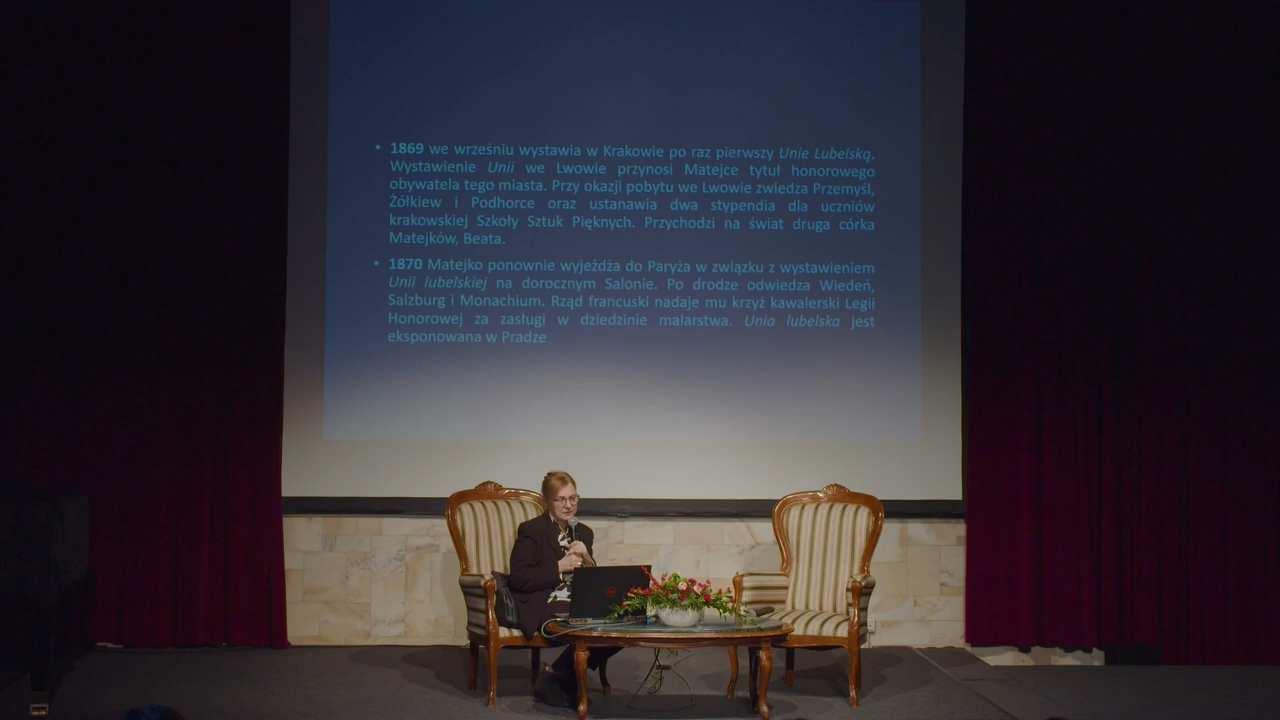 • 1869 we wrześniu wystawia w Krakowie po raz pierwszy Unie Lubelską.
Wystawienie Unii we Lwowie przynosi Matejce tytuł honorowego
obywatela tego miasta. Przy okazji pobytu we Lwowie zwiedza Przemyśl,
Żółkiew i Podhorce oraz ustanawia dwa stypendia dla uczniów
krakowskiej Szkoły Sztuk Pięknych. Przychodzi na świat druga córka
Matejków, Beata.
• 1870 Matejko ponownie wyjeżdża do Paryża w związku z wystawieniem
Unii lubelskiej na dorocznym Salonie. Po drodze odwiedza Wiedeń,
Salzburg i Monachium. Rząd francuski nadaje mu krzyż kawalerski Legii
Honorowej za zasługi w dziedzinie malarstwa. Unia lubelska jest
eksponowana w Pradze